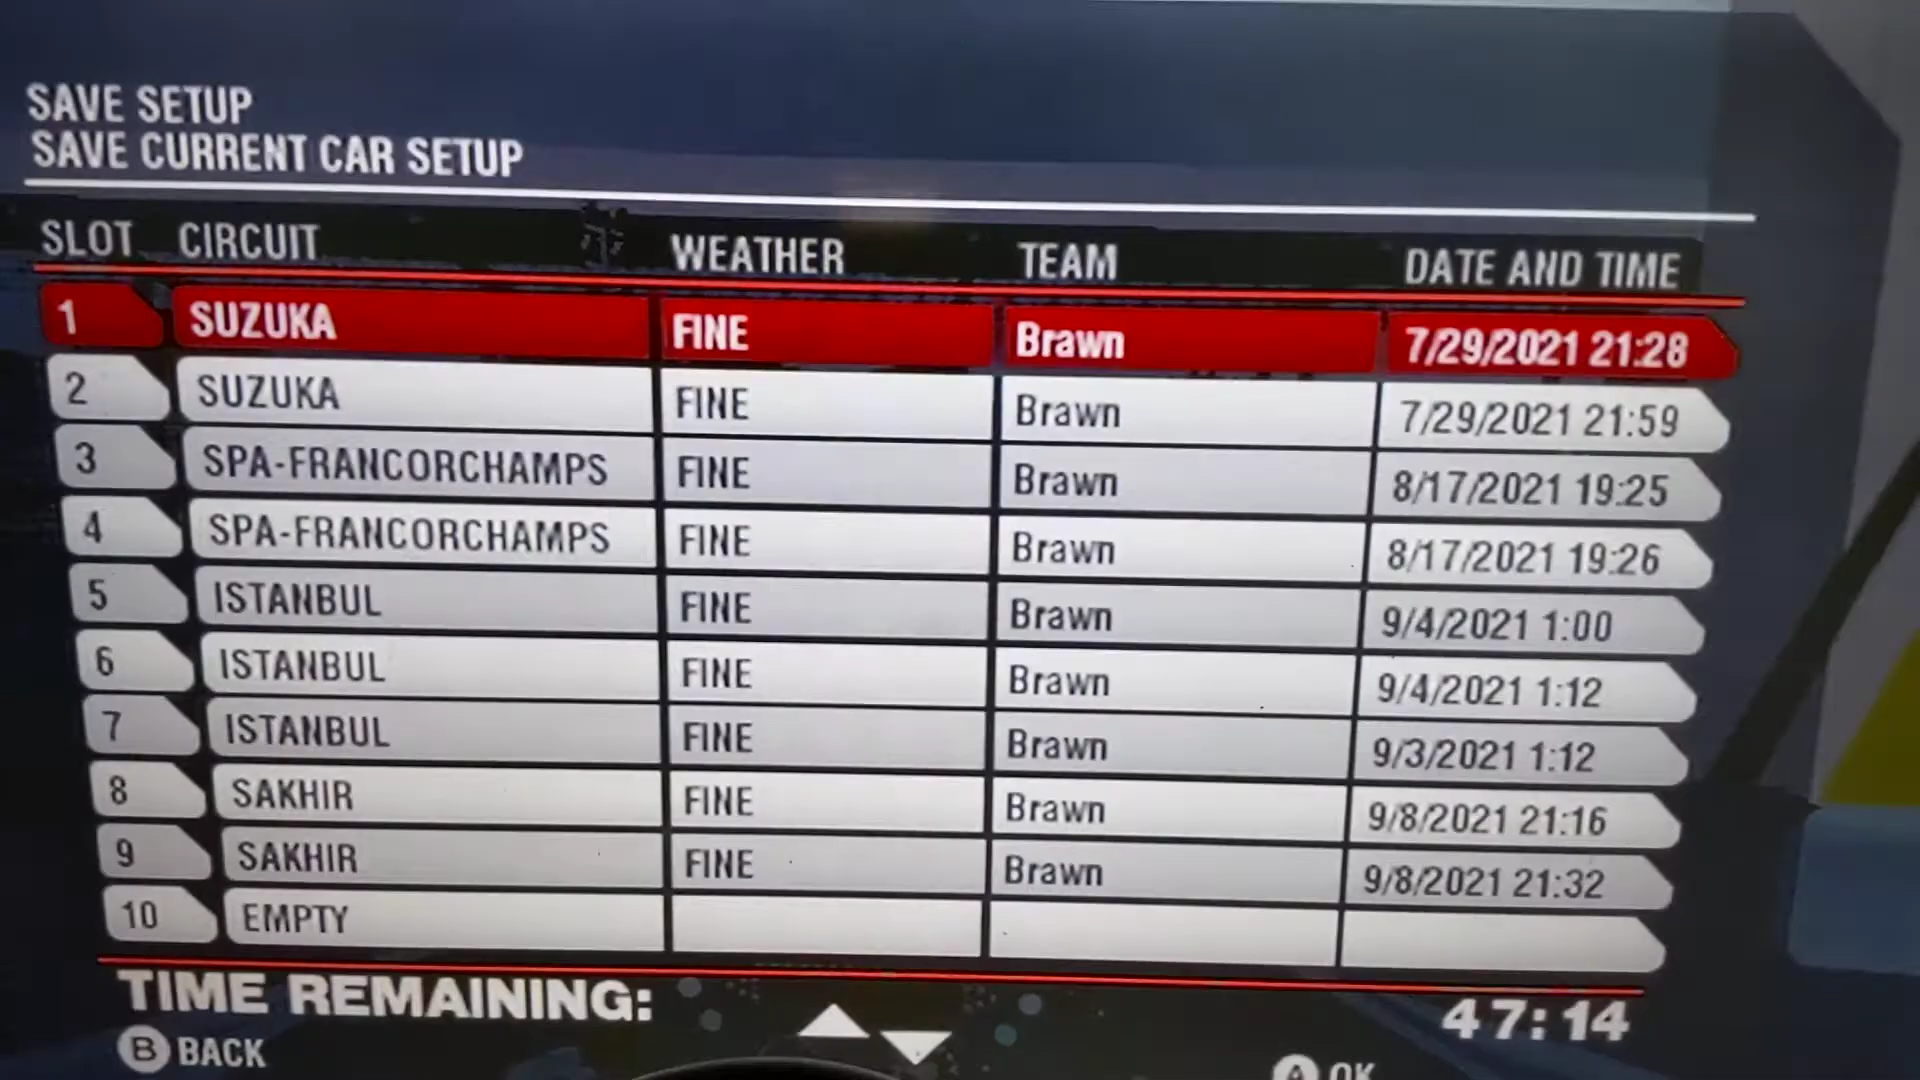 SAVE SETUP
SAVE CURRENT CAR SETUP
SLOT CIRCUIT WEATHER TEAM DATE AND TIME
1 SUZUKA FINE Brawn 7/29/2021 21:28
2 SUZUKA FINE Brawn 7/29/2021 21:59
3 SPA-FRANCORCHAMPS FINE Brawn 8/17/2021 19:25
4 SPA-FRANCORCHAMPS FINE Brawn 8/17/2021 19:26
5 ISTANBUL FINE Brawn 9/4/2021 1:00
6 ISTANBUL FINE Brawn 9/4/2021 1:12
7 ISTANBUL FINE Brawn 9/3/2021 1:12
8 SAKHIR FINE Brawn 9/8/2021 21:16
9 SAKHIR FINE Brawn 9/8/2021 21:32
10 EMPTY
TIME REMAINING: 47:14
B BACK A OK